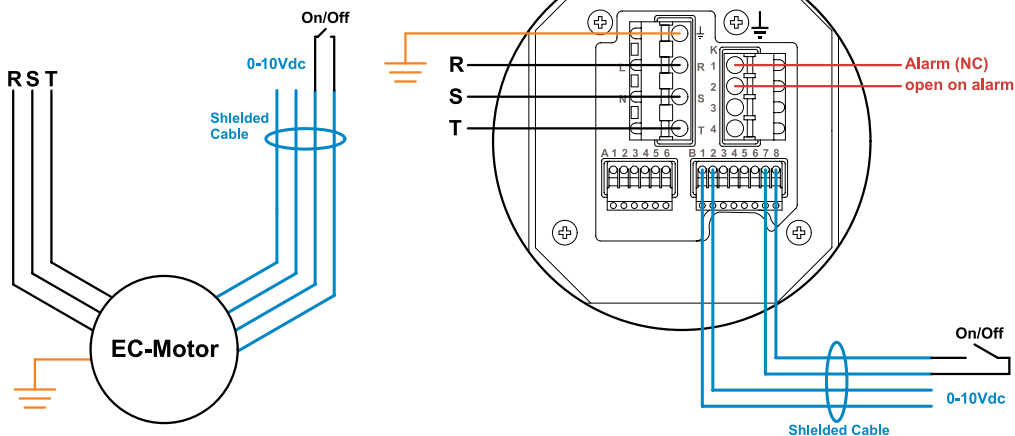 On/Off
0-10Vdc
R S T
Shielded
Cable
EC-Motor
R
S
T
L
N
R
S
T
K
1
2
3
4
Alarm (NC)
open on alarm
A 1 2 3 4 5 6
B 1 2 3 4 5 6 7 8
On/Off
0-10Vdc
Shielded Cable